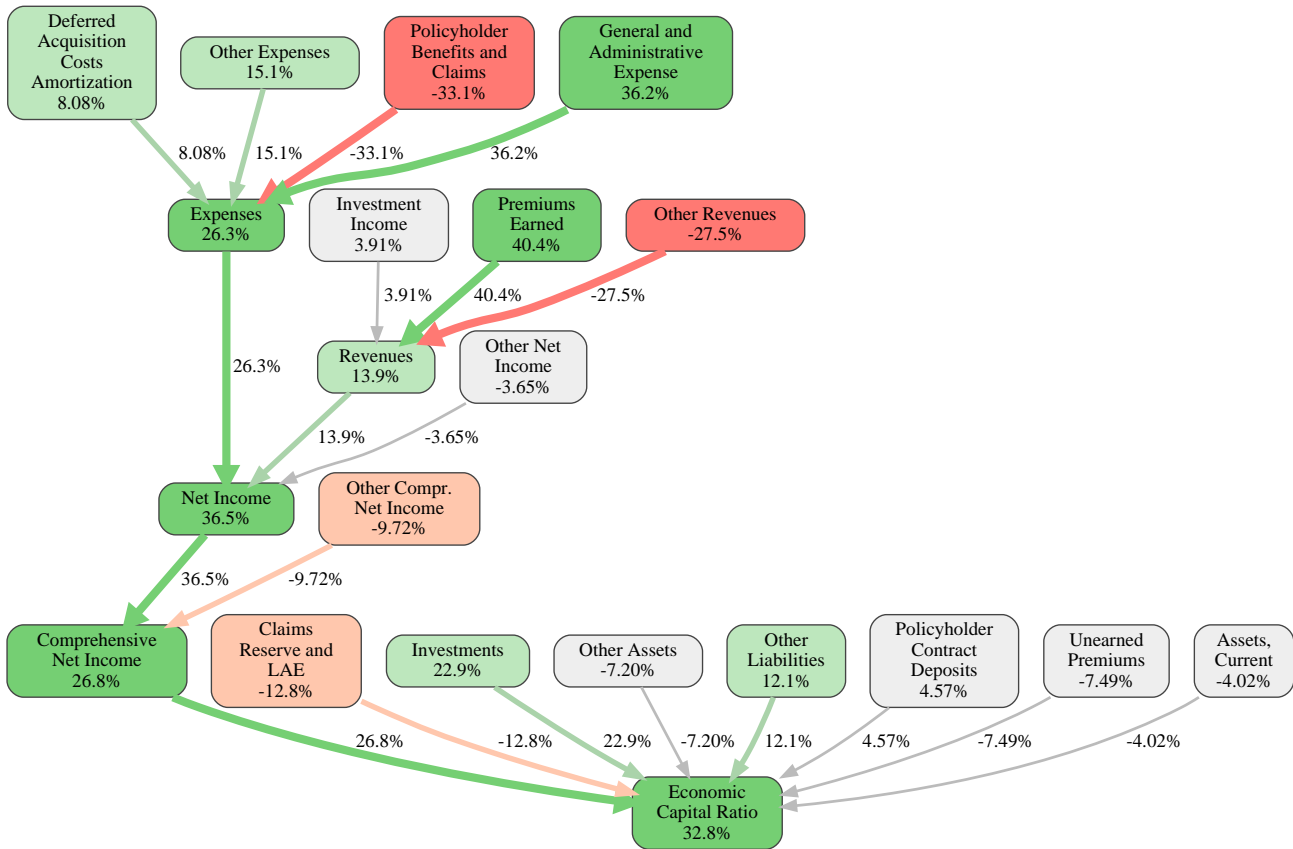 Deferred
Acquisition
Costs
Amortization
8.08%
Other Expenses
15.1%
Policyholder
Benefits and
Claims
-33.1%
General and
Administrative
Expense
36.2%
8.08%
15.1%
-33.1%
36.2%
Expenses
26.3%
Investment
Income
3.91%
Premiums
Earned
40.4%
Other Revenues
-27.5%
3.91%
40.4%
-27.5%
26.3%
Revenues
13.9%
Other Net
Income
-3.65%
13.9%
-3.65%
Net Income
36.5%
Other Compr.
Net Income
-9.72%
36.5%
-9.72%
Comprehensive
Net Income
26.8%
Claims
Reserve and
LAE
-12.8%
Investments
22.9%
Other Assets
-7.20%
Other
Liabilities
12.1%
Policyholder
Contract
Deposits
4.57%
Unearned
Premiums
-7.49%
Assets,
Current
-4.02%
26.8%
-12.8%
22.9%
-7.20%
12.1%
4.57%
-7.49%
-4.02%
Economic
Capital Ratio
32.8%